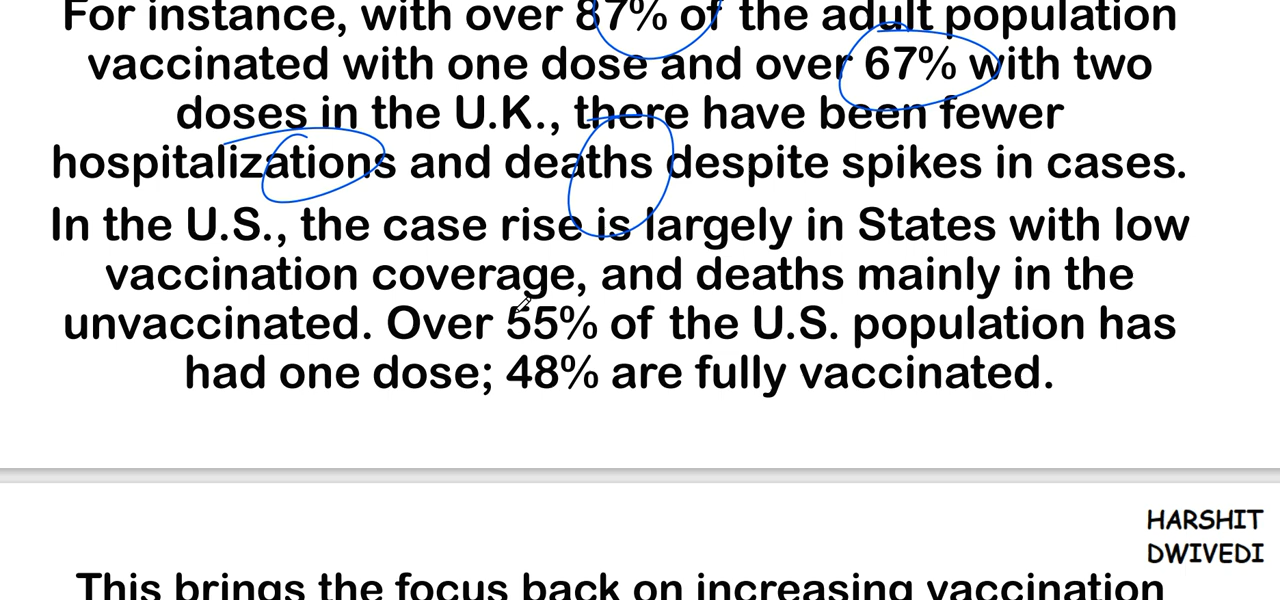 For instance, with over 87% of the adult population
vaccinated with one dose and over 67% with two
doses in the U.K., there have been fewer
hospitalizations and deaths despite spikes in cases.
In the U.S., the case rise is largely in States with low
vaccination coverage, and deaths mainly in the
unvaccinated. Over 55% of the U.S. population has
had one dose; 48% are fully vaccinated.
HARSHIT
DWIVEDI
This brings the focus back on increasing vaccination